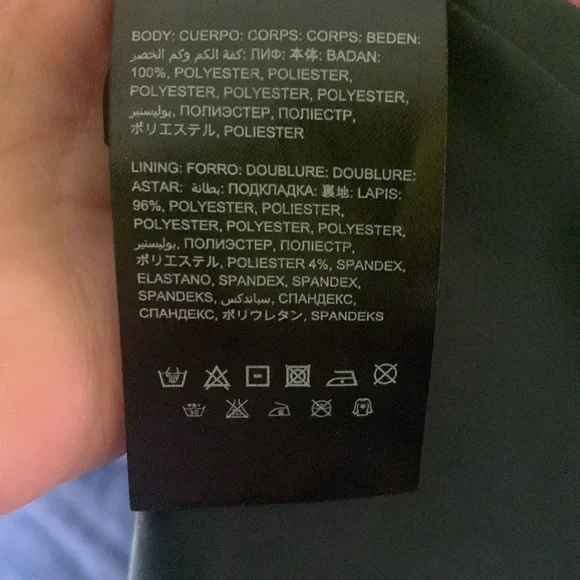 BODY: CUERPO: CORPS: CORPS: BEDEN:
كفة الكم وكم الخصر: ПИФ: 本体: BADAN:
100%, POLYESTER, POLIESTER,
POLYESTER, POLYESTER, POLYESTER,
بوليستير, ПОЛИЭСТЕР, ПОЛІЕСТР,
ポリエステル, POLIESTER
LINING: FORRO: DOUBLURE: DOUBLURE:
ASTAR: بطانة: ПОДКЛАДКА: 裏地: LAPIS:
96%, POLYESTER, POLIESTER,
POLYESTER, POLYESTER, POLYESTER,
بوليستير, ПОЛИЭСТЕР, ПОЛІЕСТР,
ポリエステル, POLIESTER 4%, SPANDEX,
ELASTANO, SPANDEX, SPANDEX,
SPANDEKS, سباندكس, СПАНДЕКС,
СПАНДЕКС, ポリウレタン, SPANDEKS